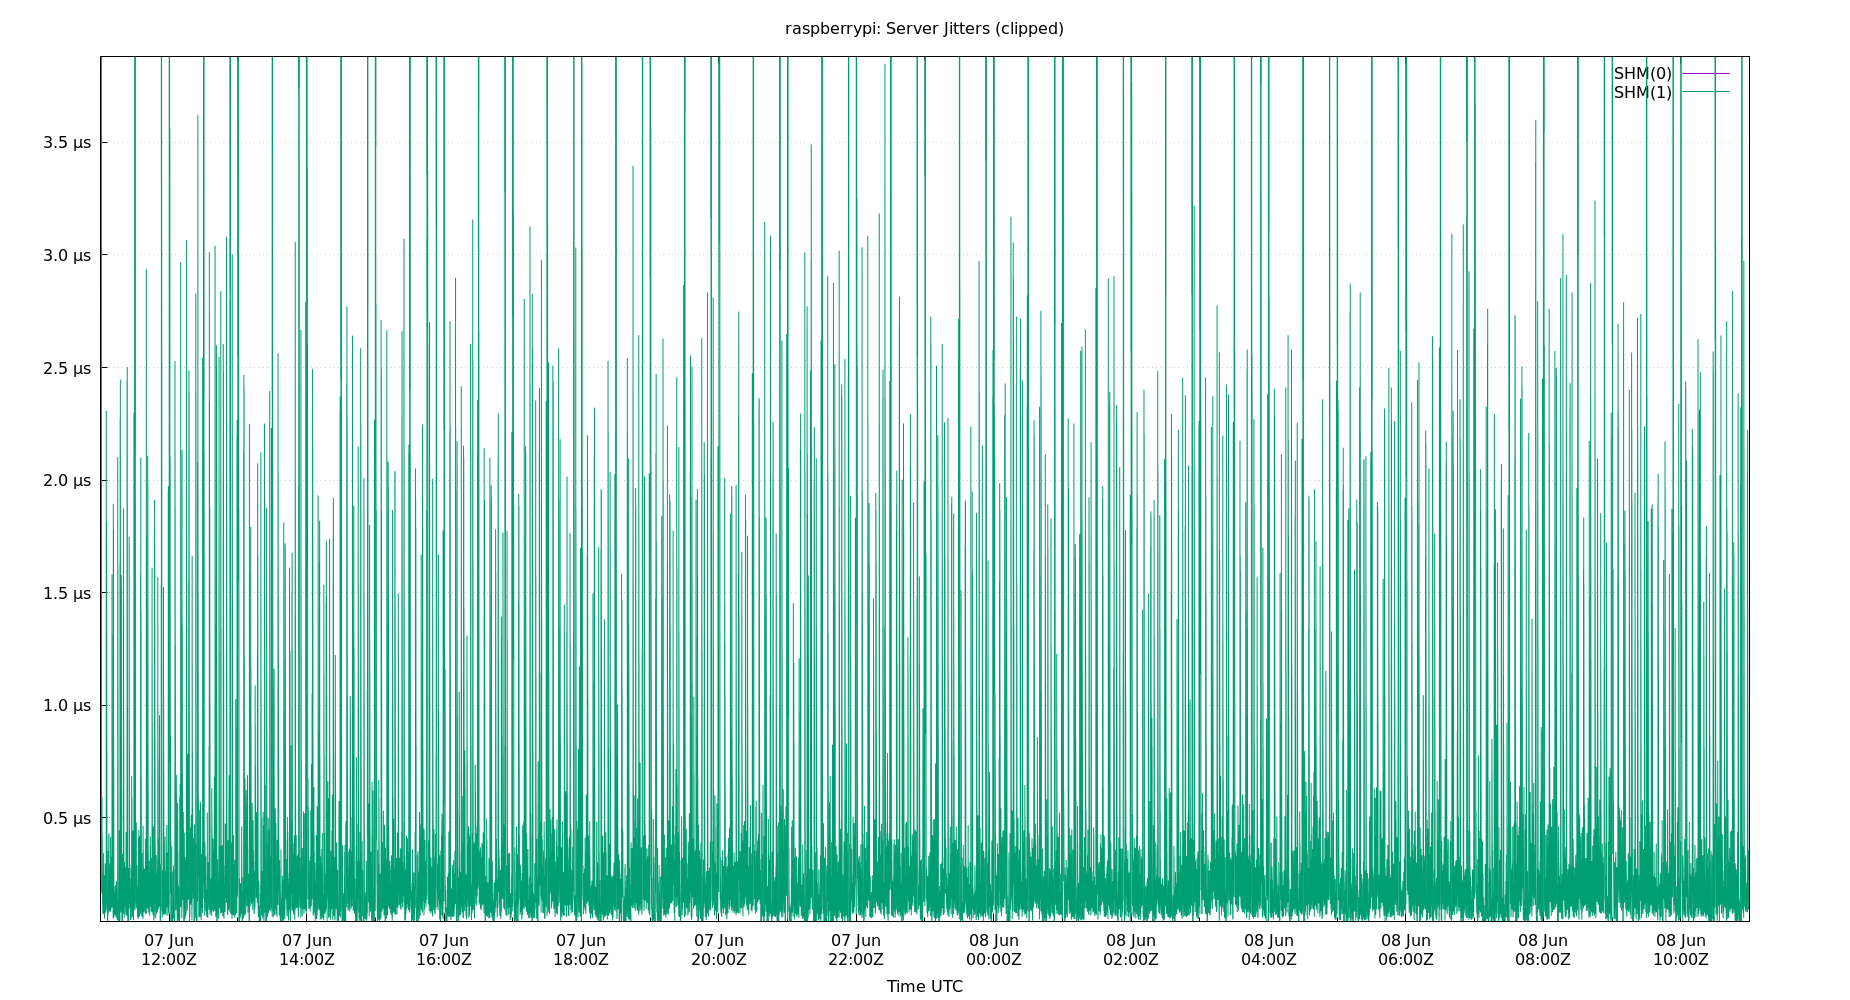 raspberrypi: Server Jitters (clipped)
SHM(0)
SHM(1)
3.5 µs
3.0 µs
2.5 µs
2.0 µs
1.5 µs
1.0 µs
0.5 µs
07 Jun 07 Jun 07 Jun 07 Jun 07 Jun 07 Jun 08 Jun 08 Jun 08 Jun 08 Jun 08 Jun 08 Jun
12:00Z 14:00Z 16:00Z 18:00Z 20:00Z 22:00Z 00:00Z 02:00Z 04:00Z 06:00Z 08:00Z 10:00Z
Time UTC